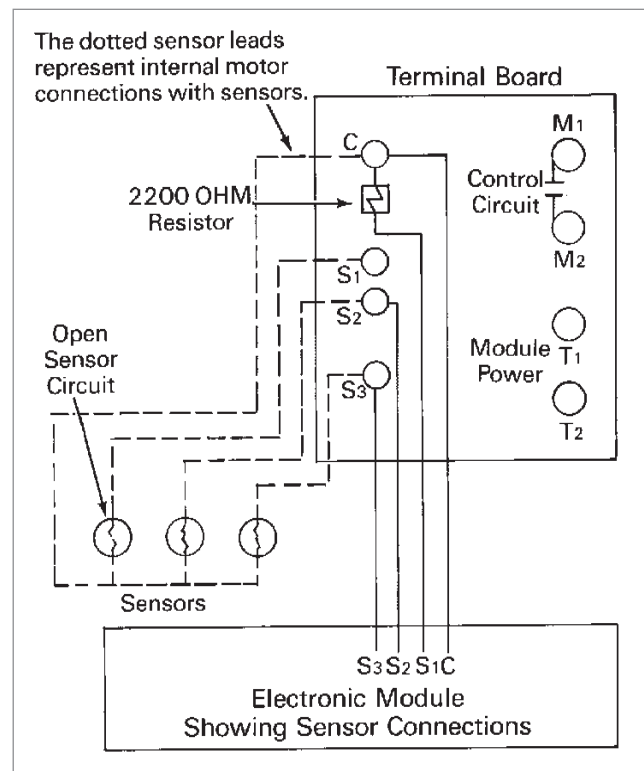 The dotted sensor leads
represent internal motor
connections with sensors.
Terminal Board
C
M1
2200 OHM
Resistor
Control
Circuit
S1
M2
S2
Open
Sensor
Circuit
Module
Power
T1
S3
T2
Sensors
S3 S2 S1 C
Electronic Module
Showing Sensor Connections